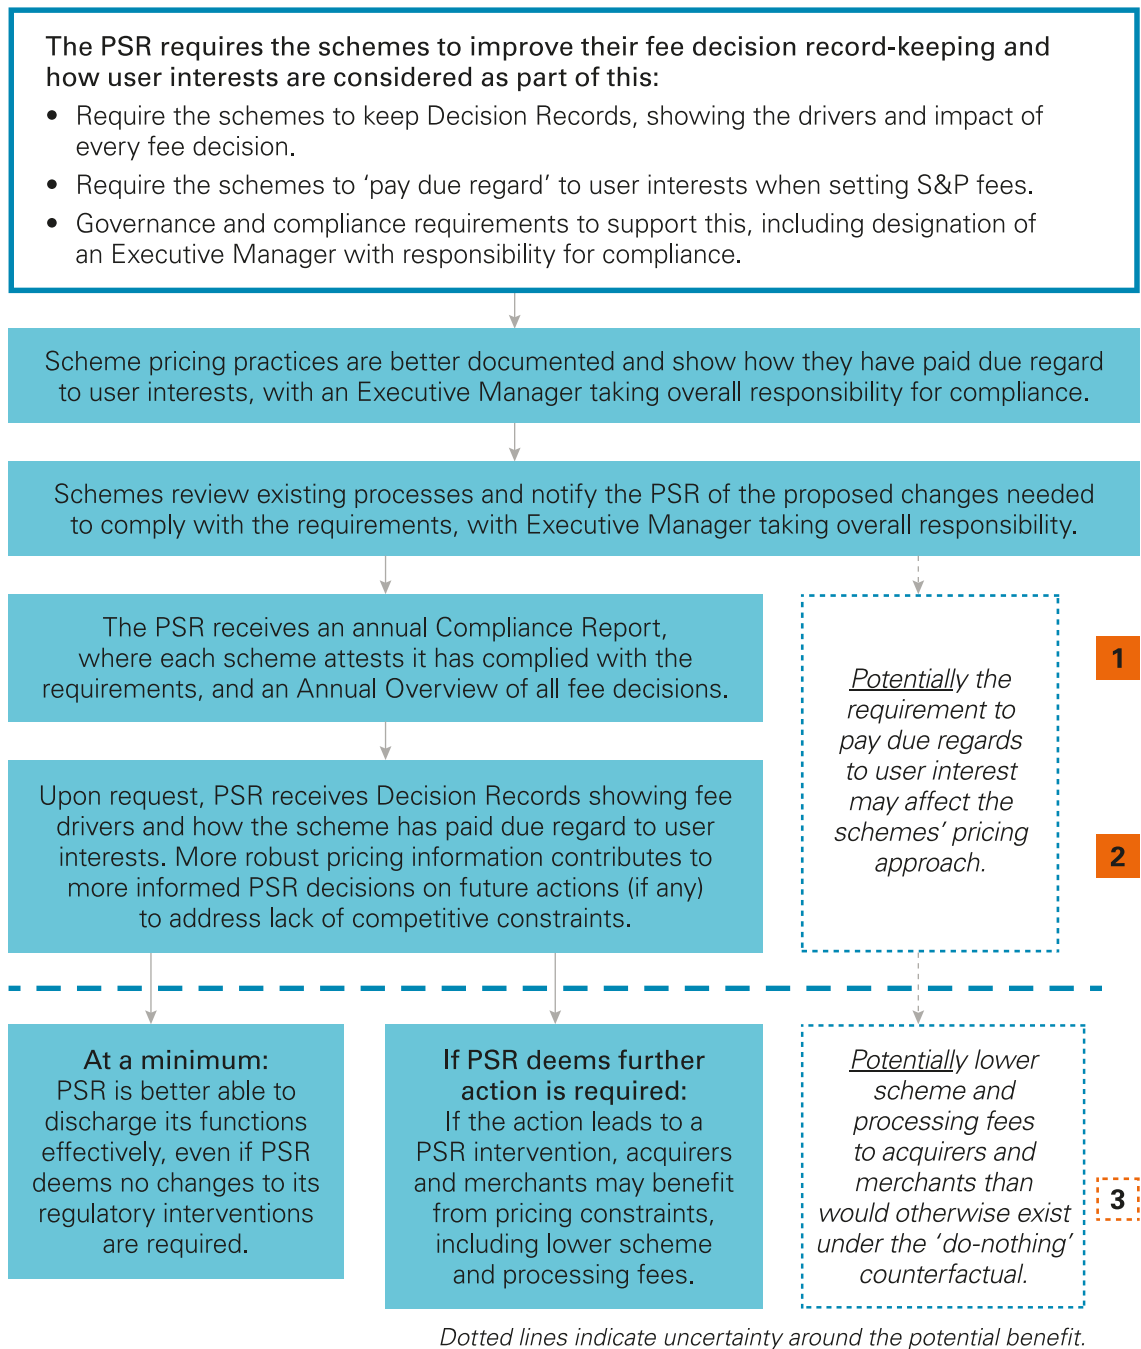 The PSR requires the schemes to improve their fee decision record-keeping and
how user interests are considered as part of this:
• Require the schemes to keep Decision Records, showing the drivers and impact of
every fee decision.
• Require the schemes to ‘pay due regard’ to user interests when setting S&P fees.
• Governance and compliance requirements to support this, including designation of
an Executive Manager with responsibility for compliance.
Scheme pricing practices are better documented and show how they have paid due regard
to user interests, with an Executive Manager taking overall responsibility for compliance.
Schemes review existing processes and notify the PSR of the proposed changes needed
to comply with the requirements, with Executive Manager taking overall responsibility.
The PSR receives an annual Compliance Report,
where each scheme attests it has complied with the
requirements, and an Annual Overview of all fee decisions.
Potentially the
requirement to
pay due regards
to user interest
may affect the
schemes’ pricing
approach.
1
Upon request, PSR receives Decision Records showing fee
drivers and how the scheme has paid due regard to user
interests. More robust pricing information contributes to
more informed PSR decisions on future actions (if any)
to address lack of competitive constraints.
2
At a minimum:
PSR is better able to
discharge its functions
effectively, even if PSR
deems no changes to its
regulatory interventions
are required.
If PSR deems further
action is required:
If the action leads to a
PSR intervention, acquirers
and merchants may benefit
from pricing constraints,
including lower scheme
and processing fees.
Potentially lower
scheme and
processing fees
to acquirers and
merchants than
would otherwise exist
under the ‘do-nothing’
counterfactual.
3
Dotted lines indicate uncertainty around the potential benefit.